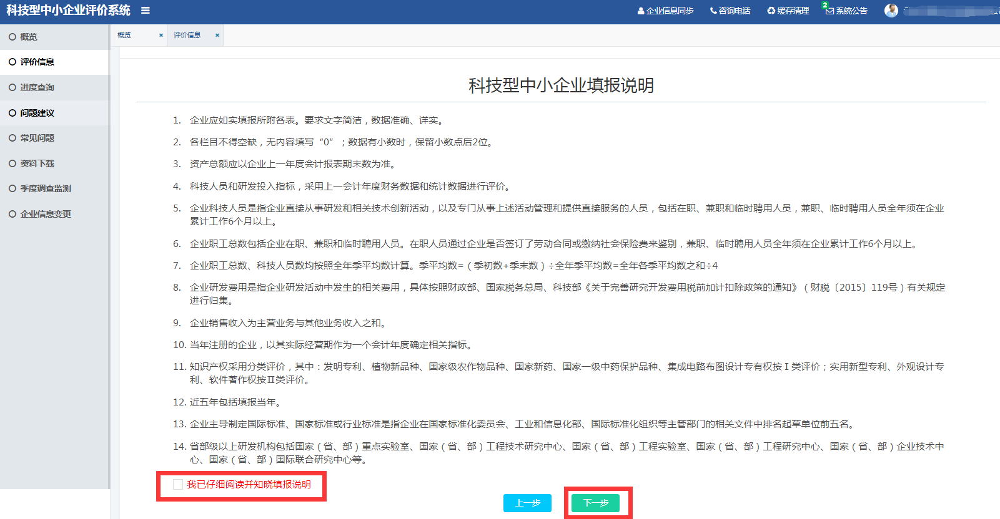 科技型中小企业评价系统
企业信息同步 咨询电话 缓存清理 2 系统公告
概览
评价信息
进度查询
问题建议
常见问题
资料下载
季度调查监测
企业信息变更
概览 × 评价信息 ×
科技型中小企业填报说明
1. 企业应如实填报所附各表。要求文字简洁，数据准确、详实。
2. 各栏目不得空缺，无内容填写“0”；数据有小数时，保留小数点后2位。
3. 资产总额应以企业上一年度会计报表期末数为准。
4. 科技人员和研发投入指标，采用上一会计年度财务数据和统计数据进行评价。
5. 企业科技人员是指企业直接从事研发和相关技术创新活动，以及专门从事上述活动管理和提供直接服务的人员，包括在职、兼职和临时聘用人员，兼职、临时聘用人员全年须在企业
累计工作6个月以上。
6. 企业职工总数包括企业在职、兼职和临时聘用人员。在职人员通过企业是否签订了劳动合同或缴纳社会保险费来鉴别，兼职、临时聘用人员全年须在企业累计工作6个月以上。
7. 企业职工总数、科技人员数均按照全年季平均数计算。季平均数=（季初数+季末数）÷全年季平均数=全年各季平均数之和÷4
8. 企业研发费用是指企业研发活动中发生的相关费用，具体按照财政部、国家税务总局、科技部《关于完善研究开发费用税前加计扣除政策的通知》（财税〔2015〕119号）有关规定
进行归集。
9. 企业销售收入为主营业务与其他业务收入之和。
10. 当年注册的企业，以其实际经营期作为一个会计年度确定相关指标。
11. 知识产权采用分类评价，其中：发明专利、植物新品种、国家级农作物品种、国家新药、国家一级中药保护品种、集成电路布图设计专有权按Ⅰ类评价；实用新型专利、外观设计专
利、软件著作权按Ⅱ类评价。
12. 近五年包括填报当年。
13. 企业主导制定国际标准、国家标准或行业标准是指企业在国家标准化委员会、工业和信息化部、国际标准化组织等主管部门的相关文件中排名起草单位前五名。
14. 省部级以上研发机构包括国家（省、部）重点实验室、国家（省、部）工程技术研究中心、国家（省、部）工程实验室、国家（省、部）工程研究中心、国家（省、部）企业技术中
心、国家（省、部）国际联合研究中心等。
我已仔细阅读并知晓填报说明
上一步 下一步